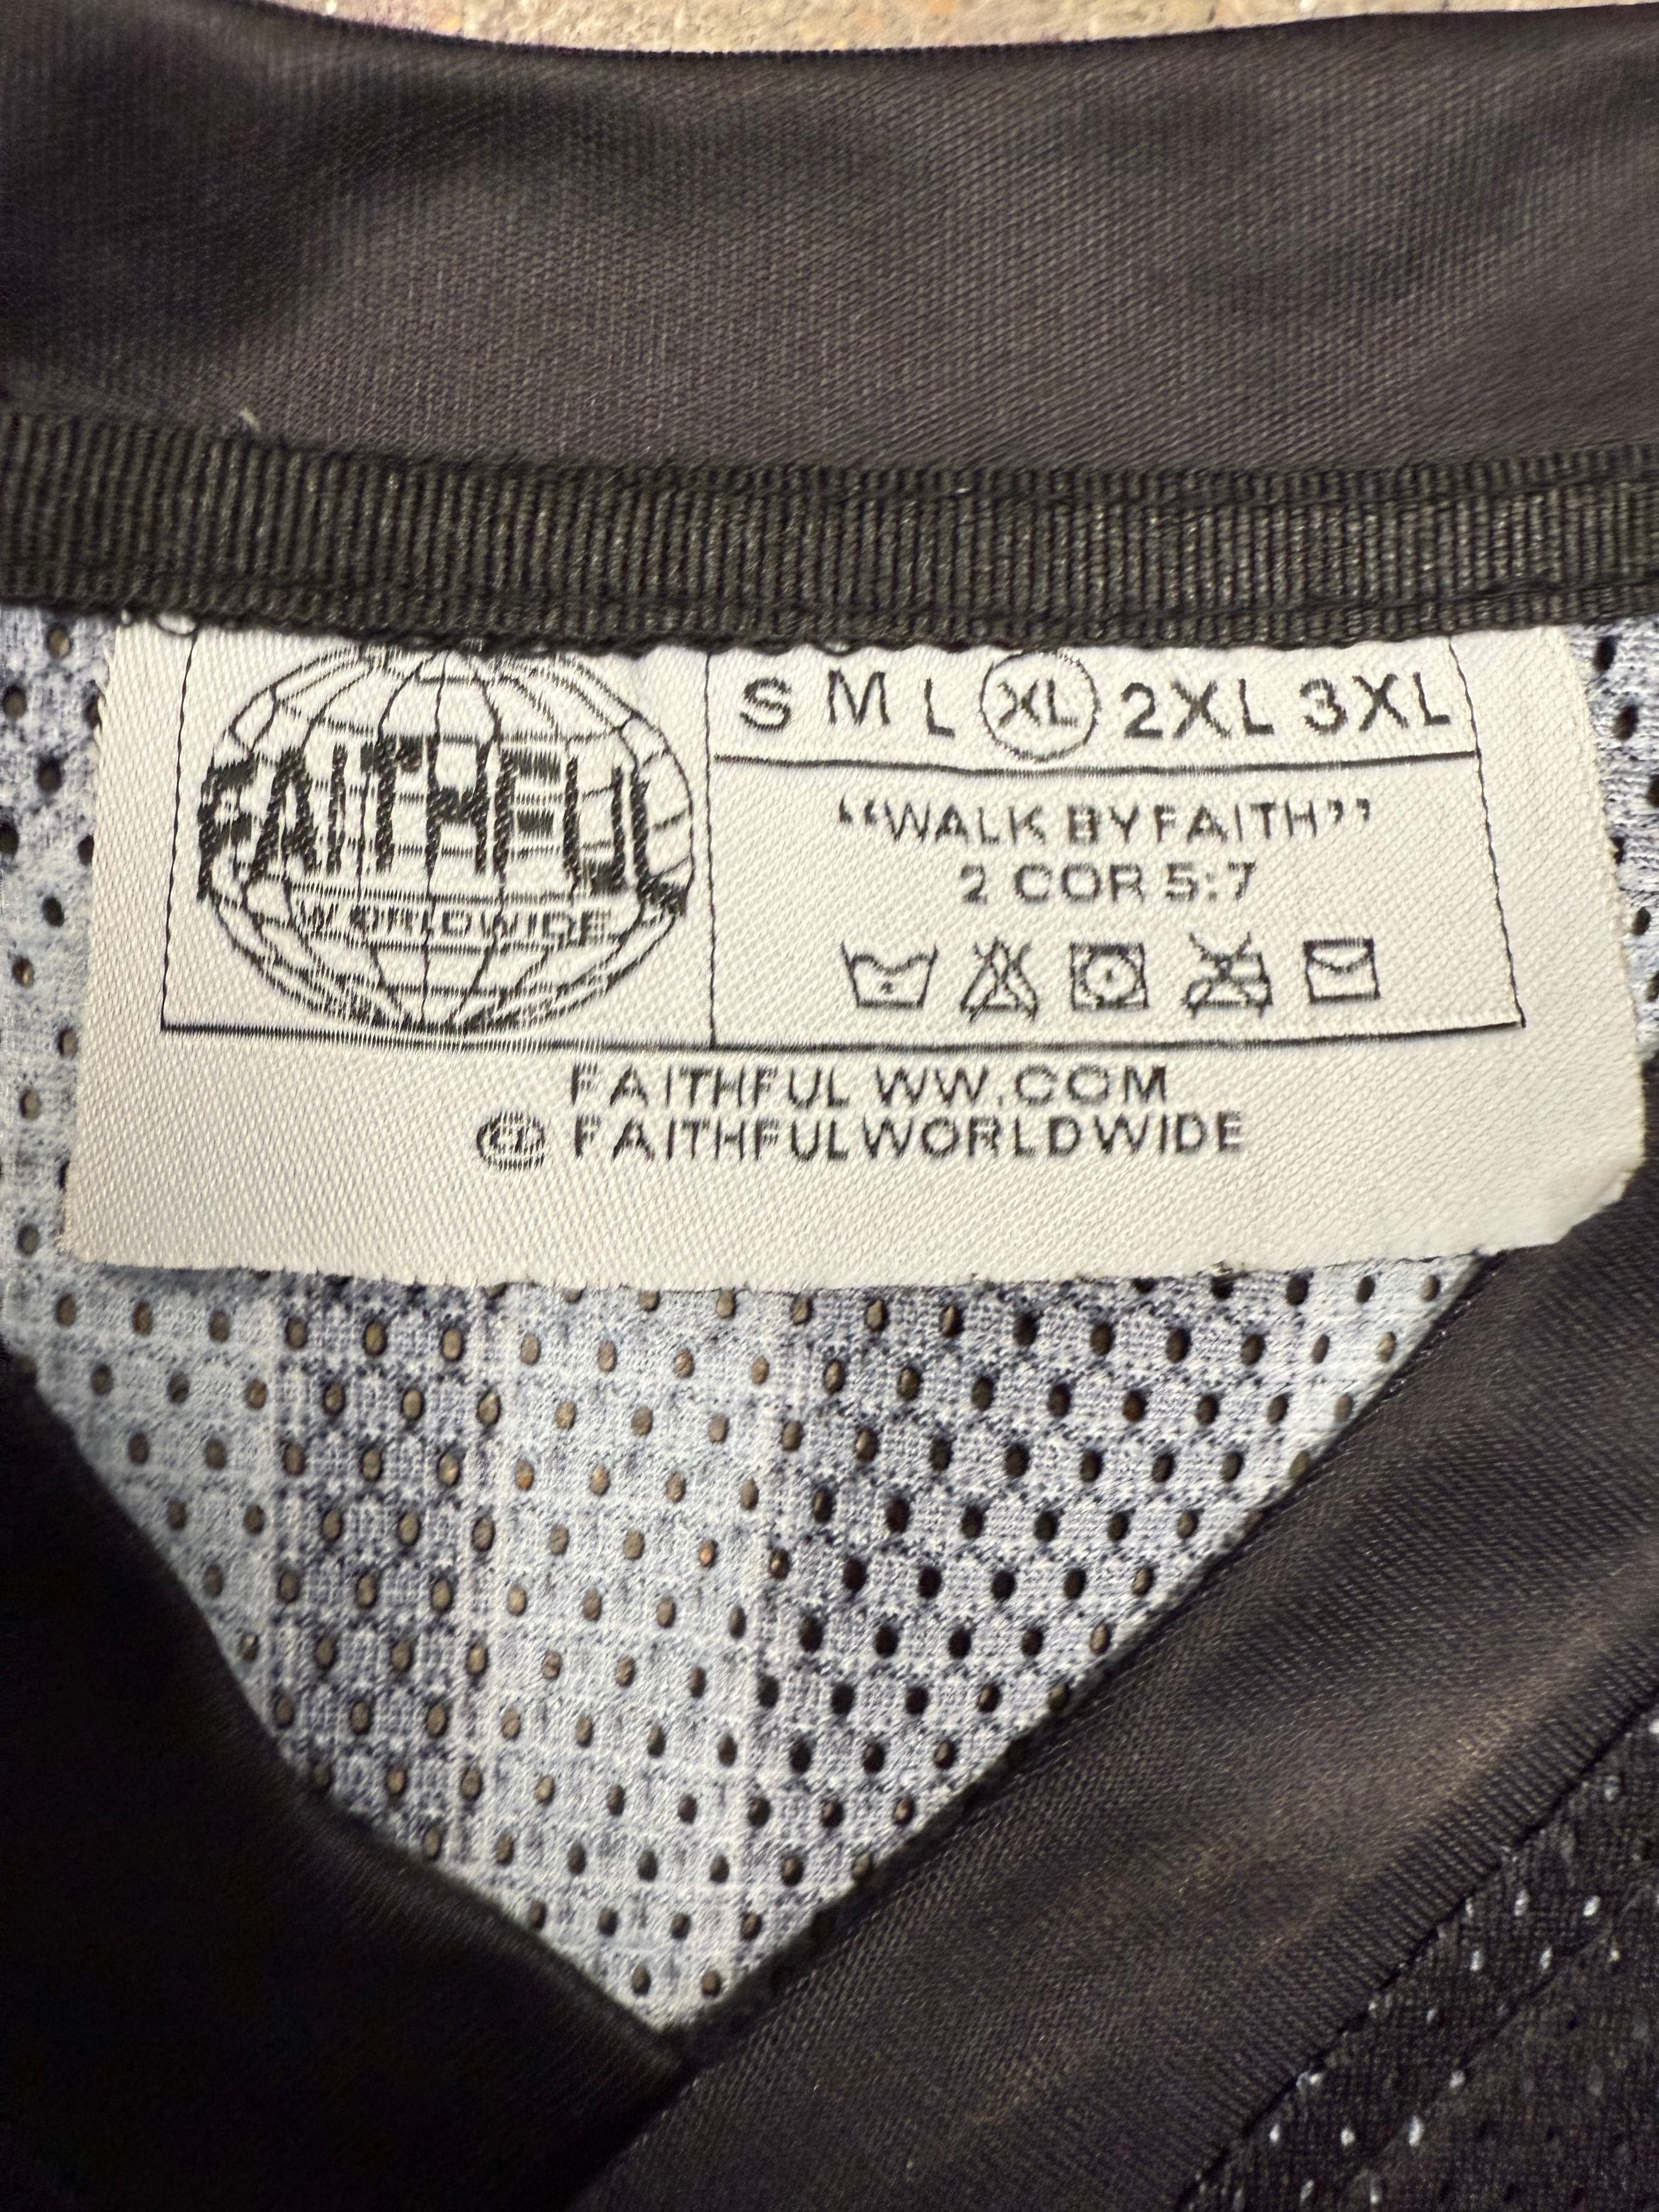 FAITHFUL
WORLDWIDE
S M L XL 2XL 3XL
“WALK BY FAITH”
2 COR 5:7
FAITHFUL WW.COM
FAITHFULWORLDWIDE